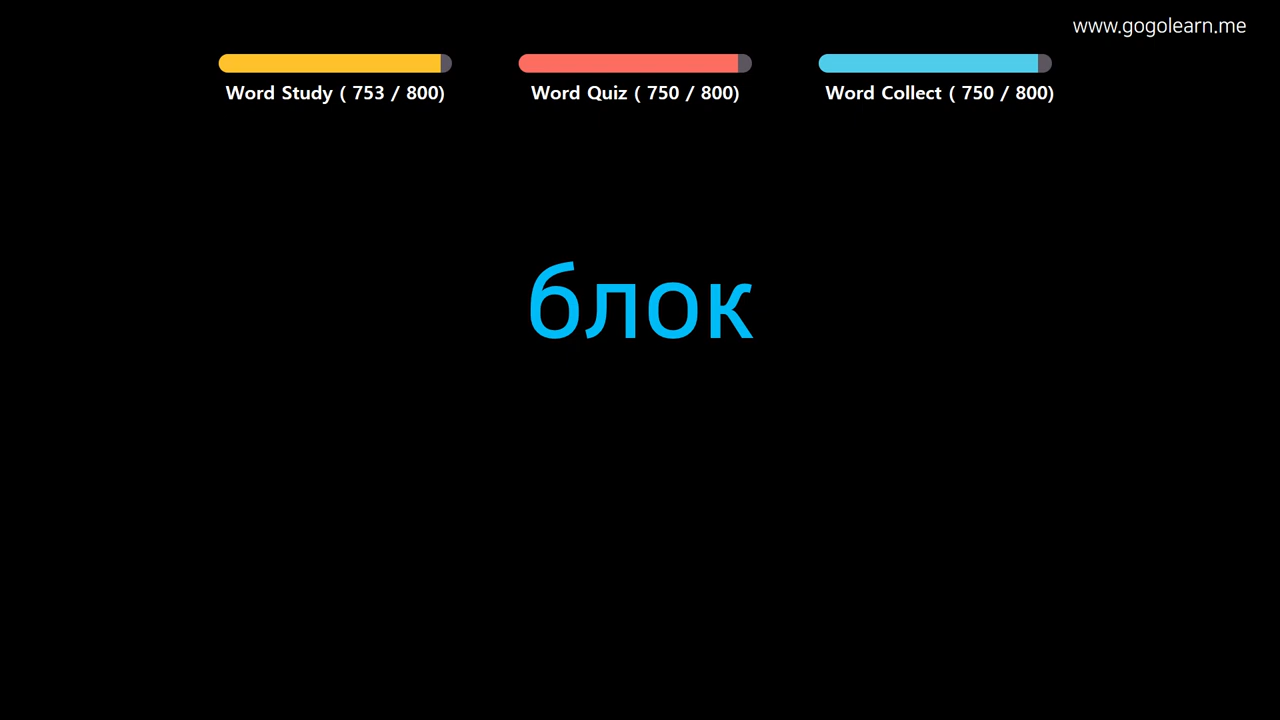 www.gogolearn.me
Word Study ( 753 / 800)
Word Quiz ( 750 / 800)
Word Collect ( 750 / 800)
блок